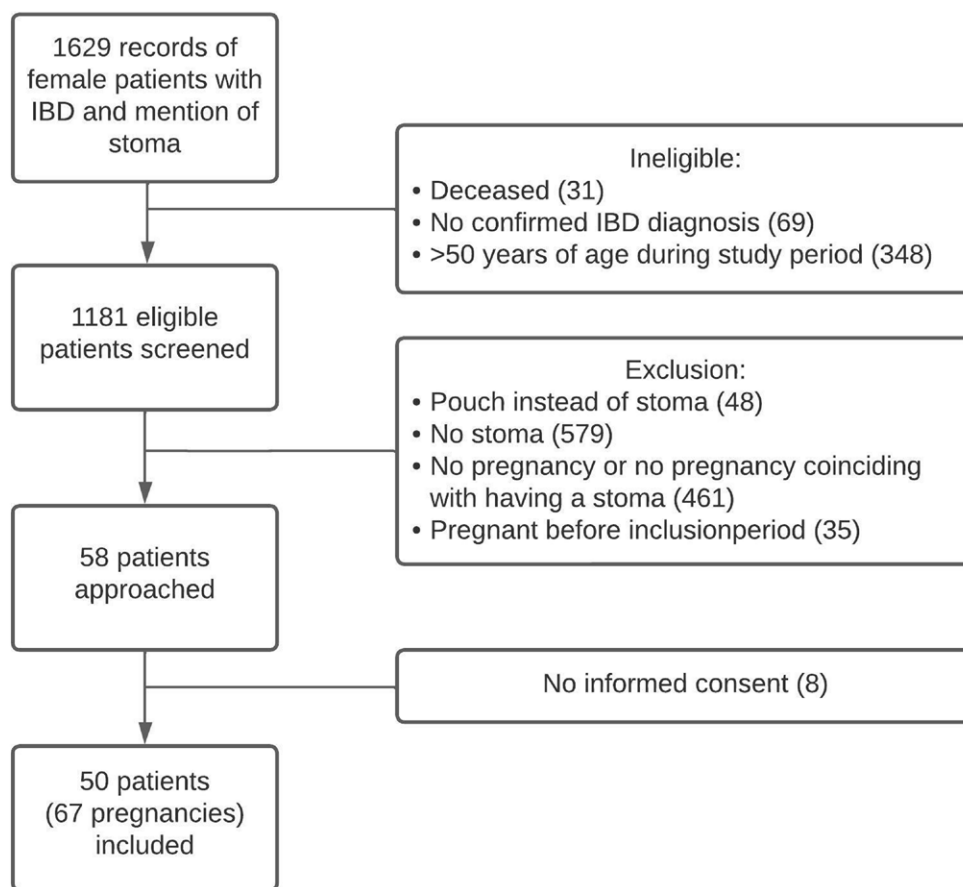 1629 records of
female patients with
IBD and mention of
stoma
Ineligible:
• Deceased (31)
• No confirmed IBD diagnosis (69)
• >50 years of age during study period (348)
1181 eligible
patients screened
Exclusion:
• Pouch instead of stoma (48)
• No stoma (579)
• No pregnancy or no pregnancy coinciding
with having a stoma (461)
• Pregnant before inclusionperiod (35)
58 patients
approached
No informed consent (8)
50 patients
(67 pregnancies)
included